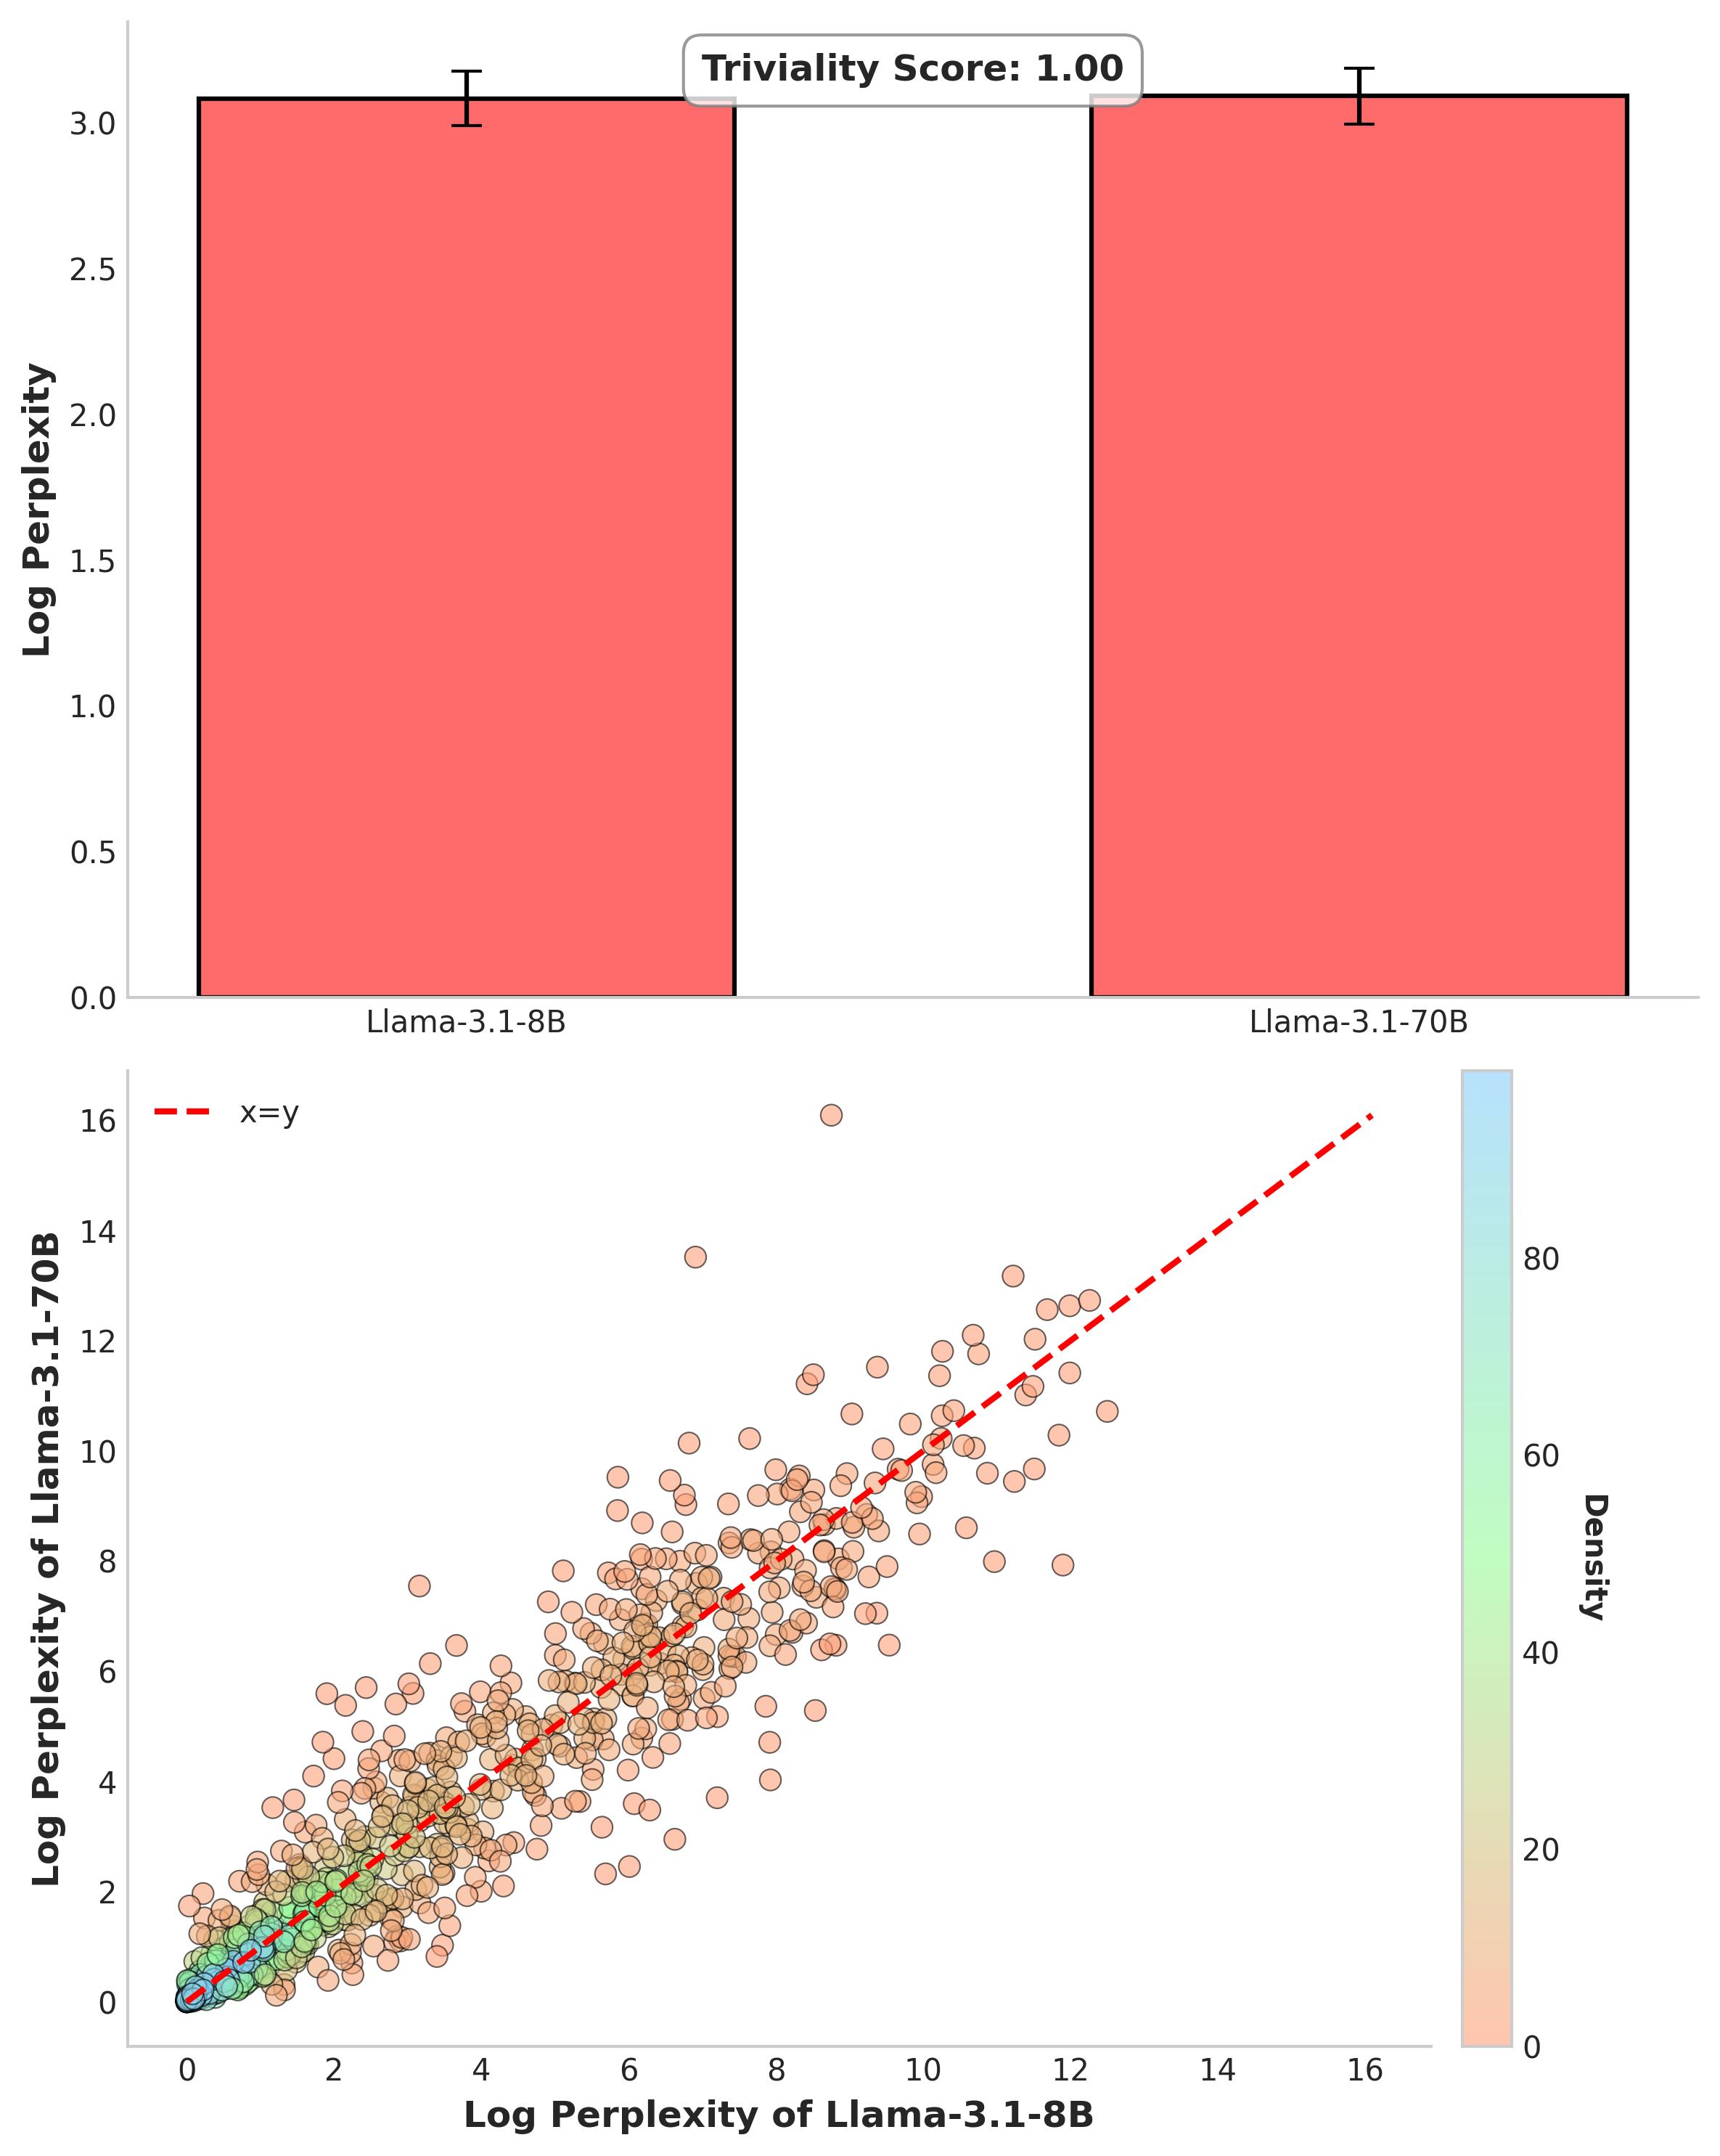 Triviality Score: 1.00
Log Perplexity
3.0
2.5
2.0
1.5
1.0
0.5
0.0
Llama-3.1-8B
Llama-3.1-70B
x=y
Log Perplexity of Llama-3.1-70B
16
14
12
10
8
6
4
2
0
0 2 4 6 8 10 12 14 16
Log Perplexity of Llama-3.1-8B
80
60
40
20
0
Density